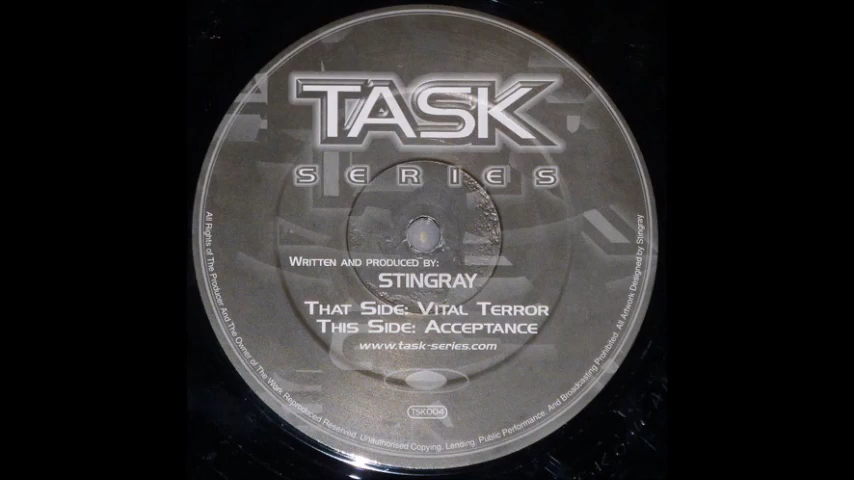 TASK
SERIES
WRITTEN AND PRODUCED BY:
STINGRAY
THAT SIDE: VITAL TERROR
THIS SIDE: ACCEPTANCE
www.task-series.com
TSK004
All Rights of The Producer And The Owner of The Work Reproduced Reserved. Unauthorised Copying, Lending, Public Performance, And Broadcasting Prohibited. All Artwork Designed by Stingray